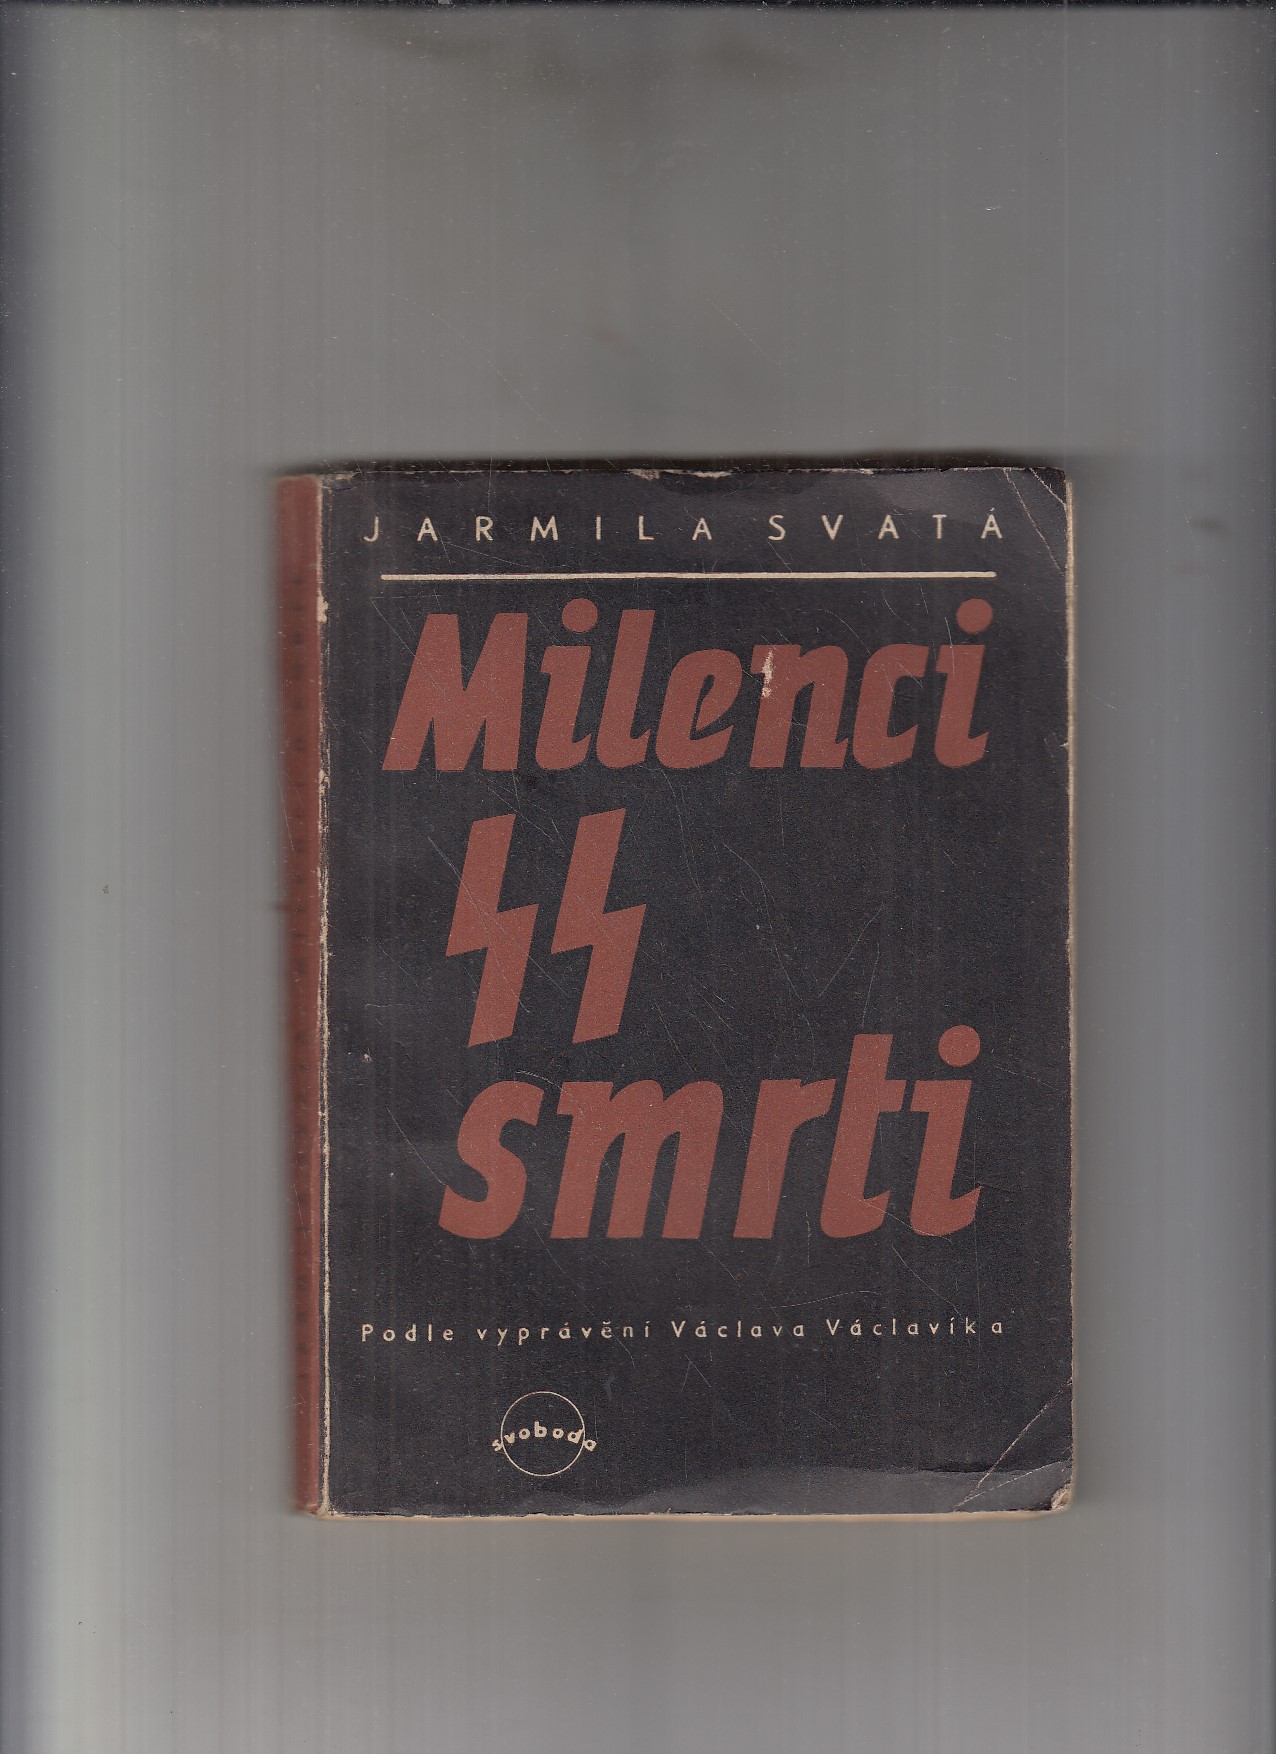 JARMILA SVATÁ
Milenci
SS
smrti
Podle vyprávění Václava Václavíka
svoboda